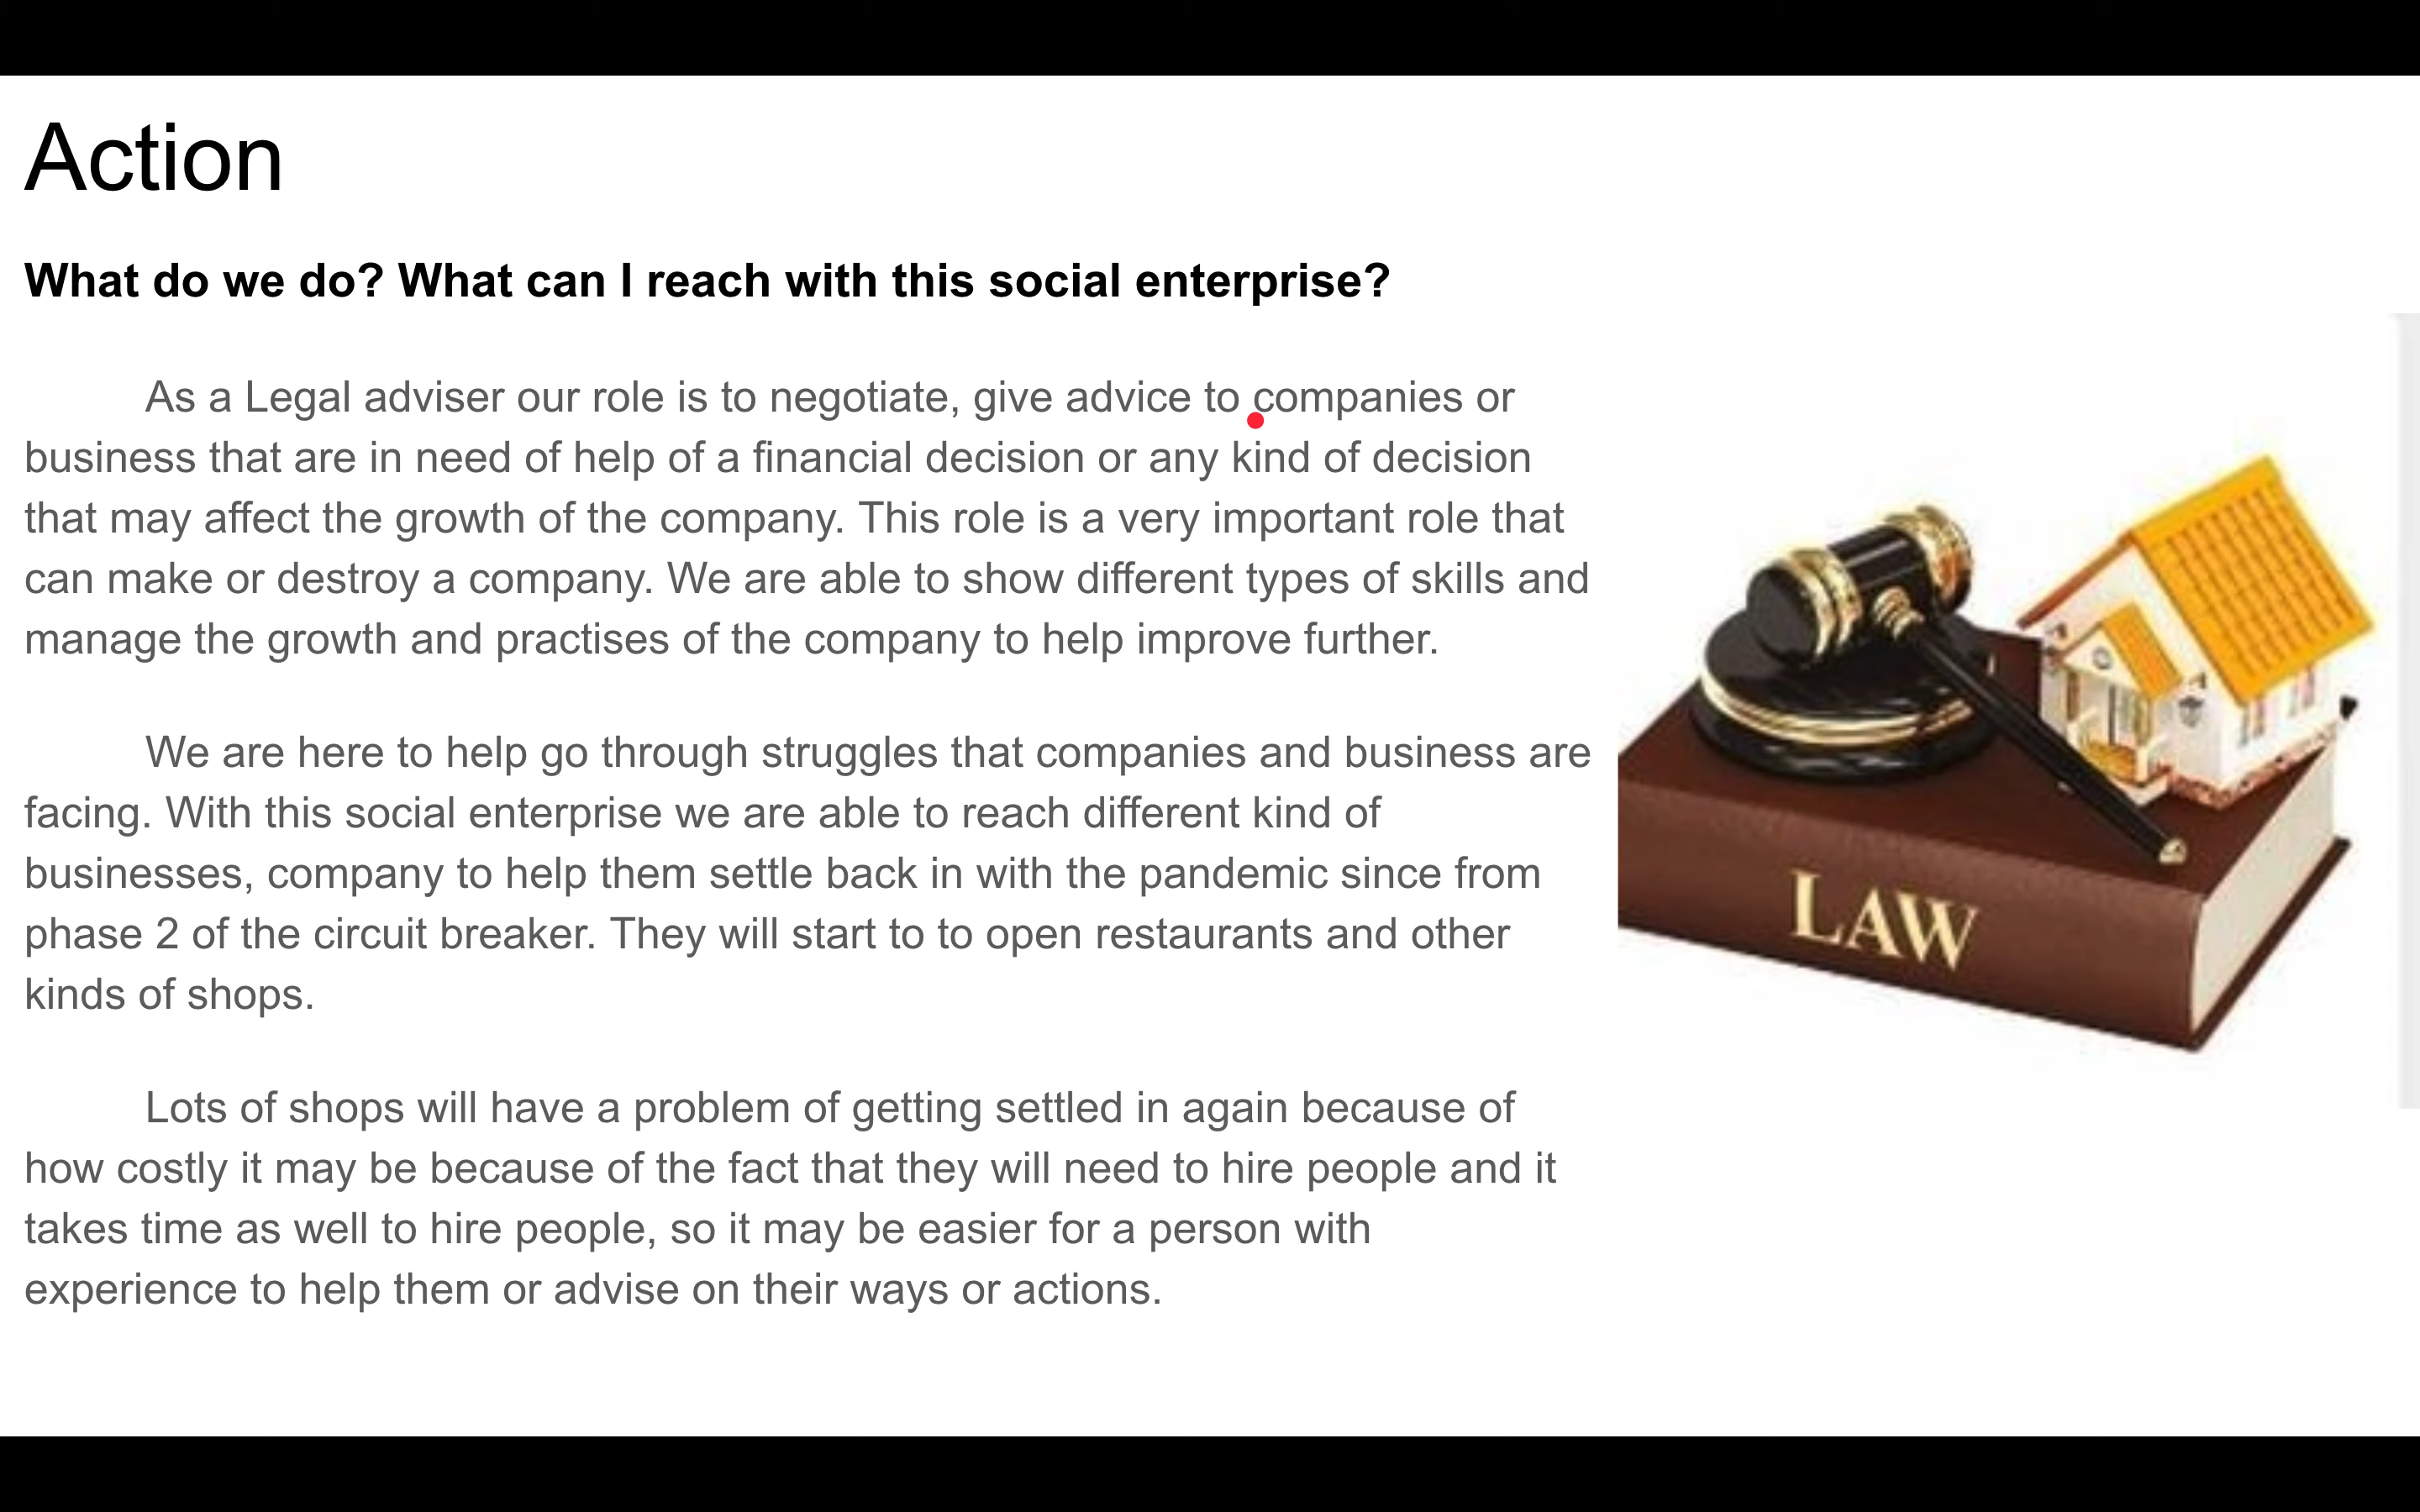 Action
What do we do? What can I reach with this social enterprise?
As a Legal adviser our role is to negotiate, give advice to companies or
business that are in need of help of a financial decision or any kind of decision
that may affect the growth of the company. This role is a very important role that
can make or destroy a company. We are able to show different types of skills and
manage the growth and practises of the company to help improve further.
We are here to help go through struggles that companies and business are
facing. With this social enterprise we are able to reach different kind of
businesses, company to help them settle back in with the pandemic since from
phase 2 of the circuit breaker. They will start to to open restaurants and other
kinds of shops.
Lots of shops will have a problem of getting settled in again because of
how costly it may be because of the fact that they will need to hire people and it
takes time as well to hire people, so it may be easier for a person with
experience to help them or advise on their ways or actions.
LAW